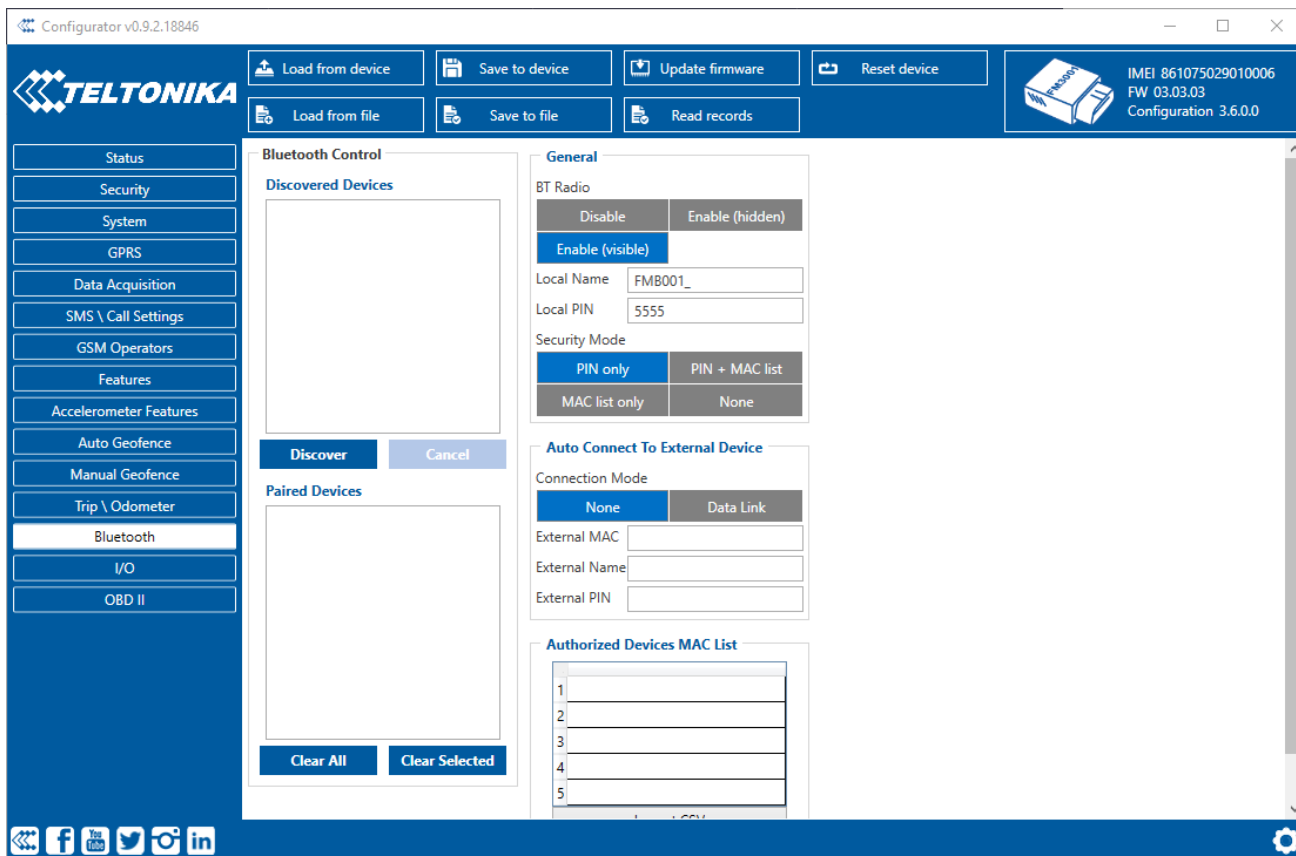 Configurator v0.9.2.18846
TELTONIKA
Load from device
Save to device
Update firmware
Reset device
Load from file
Save to file
Read records
FM3001
IMEI 861075029010006
FW 03.03.03
Configuration 3.6.0.0
Status
Security
System
GPRS
Data Acquisition
SMS \ Call Settings
GSM Operators
Features
Accelerometer Features
Auto Geofence
Manual Geofence
Trip \ Odometer
Bluetooth
I/O
OBD II
Bluetooth Control
Discovered Devices
Discover
Cancel
Paired Devices
Clear All
Clear Selected
General
BT Radio
Disable
Enable (hidden)
Enable (visible)
Local Name
FMB001_
Local PIN
5555
Security Mode
PIN only
PIN + MAC list
MAC list only
None
Auto Connect To External Device
Connection Mode
None
Data Link
External MAC
External Name
External PIN
Authorized Devices MAC List
1
2
3
4
5
You
Tube
f
in